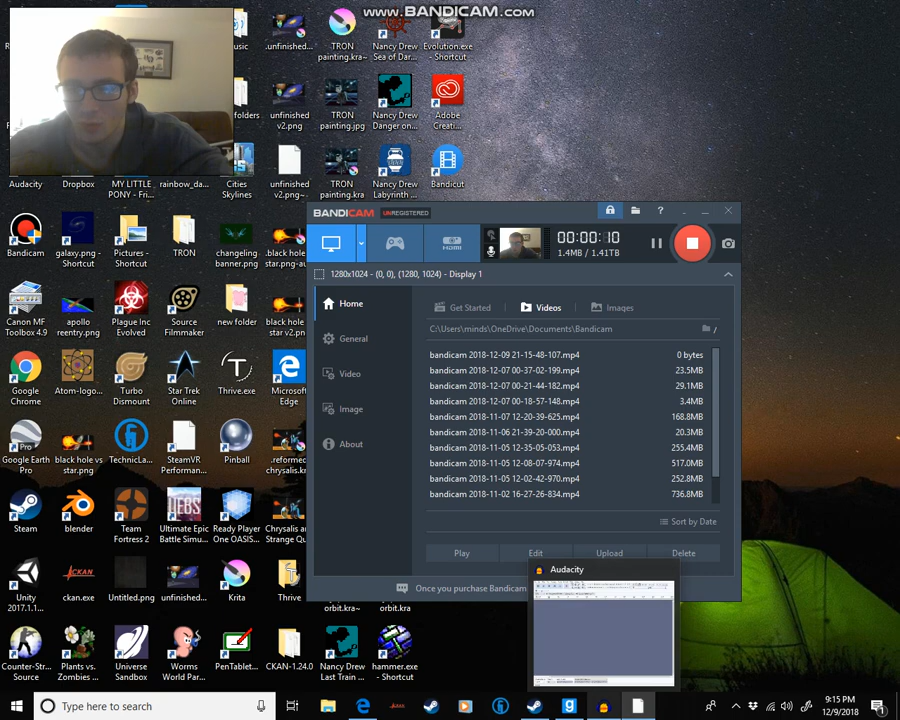 www.BANDICAM.com
usic
.unfinished...
TRON
painting.kra~
Nancy Drew
Sea of Dar...
Evolution.exe
- Shortcut
folders
unfinished
v2.png
TRON
painting.jpg
Nancy Drew
Danger on...
Adobe
Creati...
Audacity
Dropbox
MY LITTLE
PONY - Fri...
rainbow_da...
Cities
Skylines
unfinished
v2.png~
TRON
painting.kra
Nancy Drew
Labyrinth ...
Bandicut
Bandicam
galaxy.png -
Shortcut
Pictures -
Shortcut
TRON
changeling
banner.png
.black hole
star.png-au...
Canon MF
Toolbox 4.9
apollo
reentry.png
Plague Inc
Evolved
Source
Filmmaker
new folder
black hole
star v2.png
Google
Chrome
Atom-logo...
Turbo
Dismount
Star Trek
Online
Thrive.exe
Microsoft
Edge
Google Earth
Pro
black hole vs
star.png
TechnicLa...
SteamVR
Performan...
Pinball
.reformed
chrysalis.kr...
Steam
blender
Team
Fortress 2
Ultimate Epic
Battle Simu...
Ready Player
One OASIS...
Chrysalis an
Strange Qu
Unity
2017.1.1...
CKAN
ckan.exe
Untitled.png
unfinished...
Krita
Thrive
orbit.kra~
orbit.kra
Counter-Str...
Source
Plants vs.
Zombies ...
Universe
Sandbox
Worms
World Par...
PenTablet...
CKAN-1.24.0
Nancy Drew
Last Train ...
hammer.exe
- Shortcut
BANDICAM UNREGISTERED
HDMI
00:00:10
1.4MB / 1.41TB
1280x1024 - (0, 0), (1280, 1024) - Display 1
Home
General
Video
Image
About
Get Started
Videos
Images
C:\Users\minds\OneDrive\Documents\Bandicam
bandicam 2018-12-09 21-15-48-107.mp4 0 bytes
bandicam 2018-12-07 00-37-02-199.mp4 23.5MB
bandicam 2018-12-07 00-21-44-182.mp4 29.1MB
bandicam 2018-12-07 00-18-57-148.mp4 3.4MB
bandicam 2018-11-07 12-20-39-625.mp4 168.8MB
bandicam 2018-11-06 21-39-20-000.mp4 20.3MB
bandicam 2018-11-05 12-35-05-053.mp4 255.4MB
bandicam 2018-11-05 12-08-07-974.mp4 517.0MB
bandicam 2018-11-05 12-02-42-970.mp4 252.8MB
bandicam 2018-11-02 16-27-26-834.mp4 736.8MB
Sort by Date
Play Edit Upload Delete
Once you purchase Bandicam
Audacity
Type here to search
9:15 PM
12/9/2018